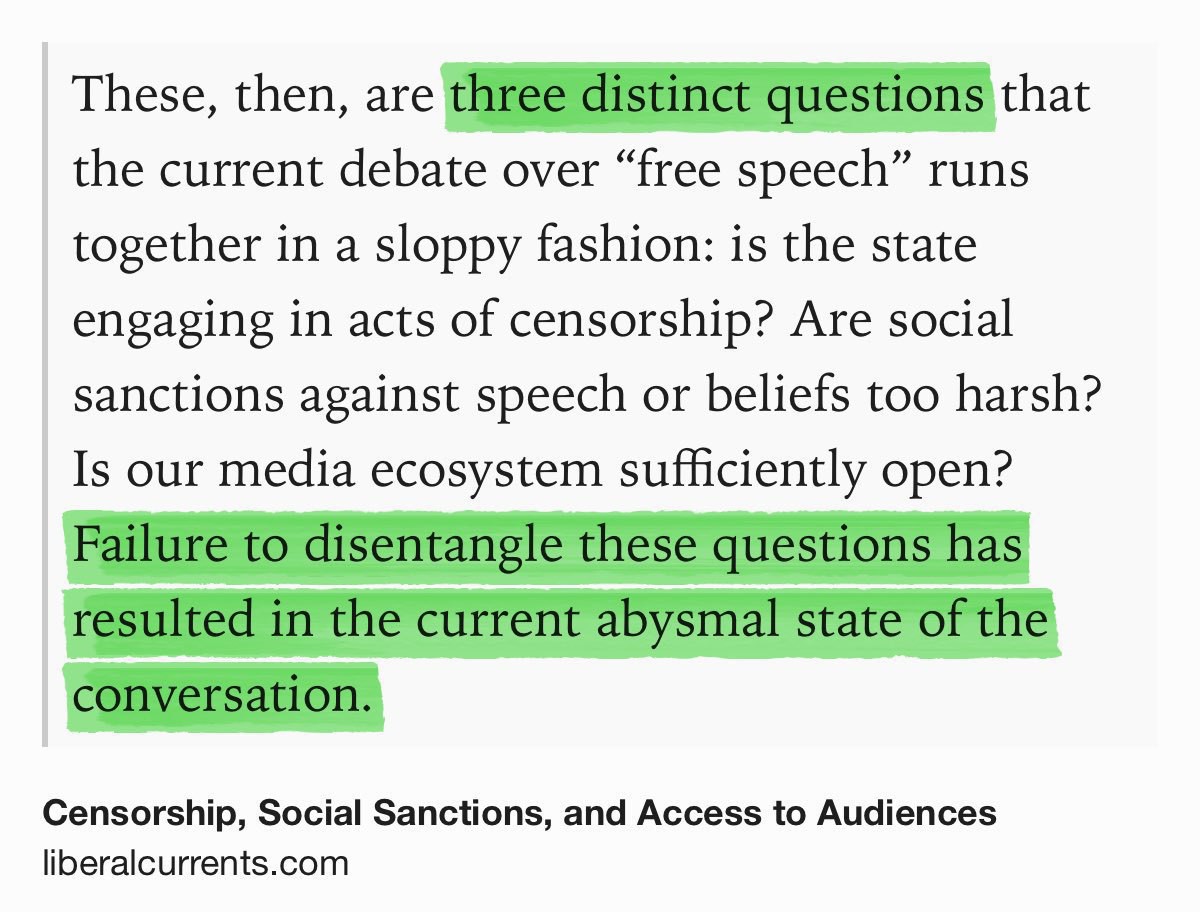 These, then, are three distinct questions that
the current debate over “free speech” runs
together in a sloppy fashion: is the state
engaging in acts of censorship? Are social
sanctions against speech or beliefs too harsh?
Is our media ecosystem sufficiently open?
Failure to disentangle these questions has
resulted in the current abysmal state of the
conversation.
Censorship, Social Sanctions, and Access to Audiences
liberalcurrents.com